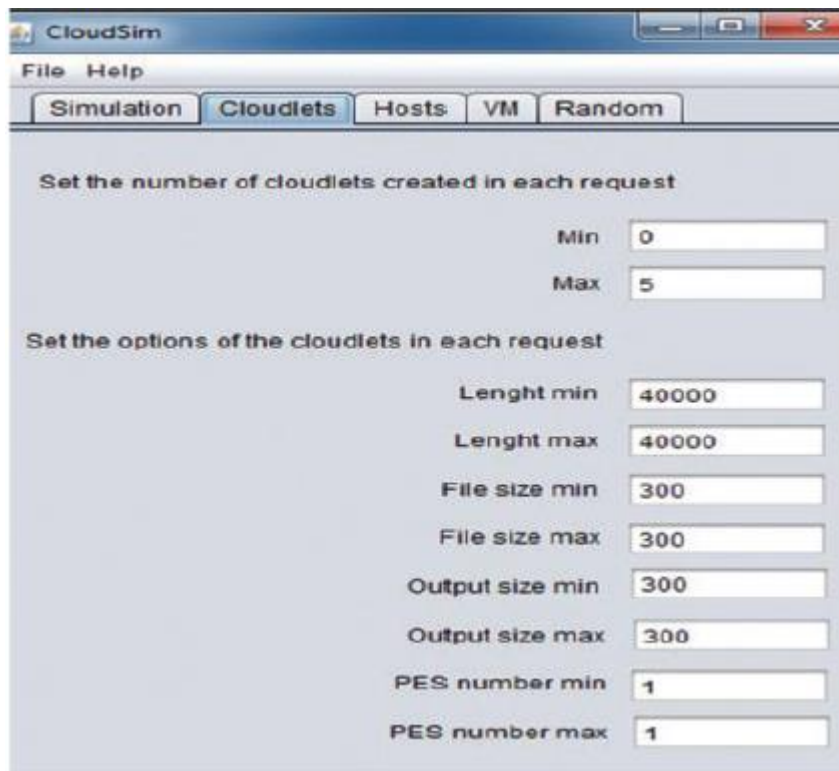 CloudSim
File Help
Simulation Cloudlets Hosts VM Random
Set the number of cloudlets created in each request
Min 0
Max 5
Set the options of the cloudlets in each request
Lenght min 40000
Lenght max 40000
File size min 300
File size max 300
Output size min 300
Output size max 300
PES number min 1
PES number max 1